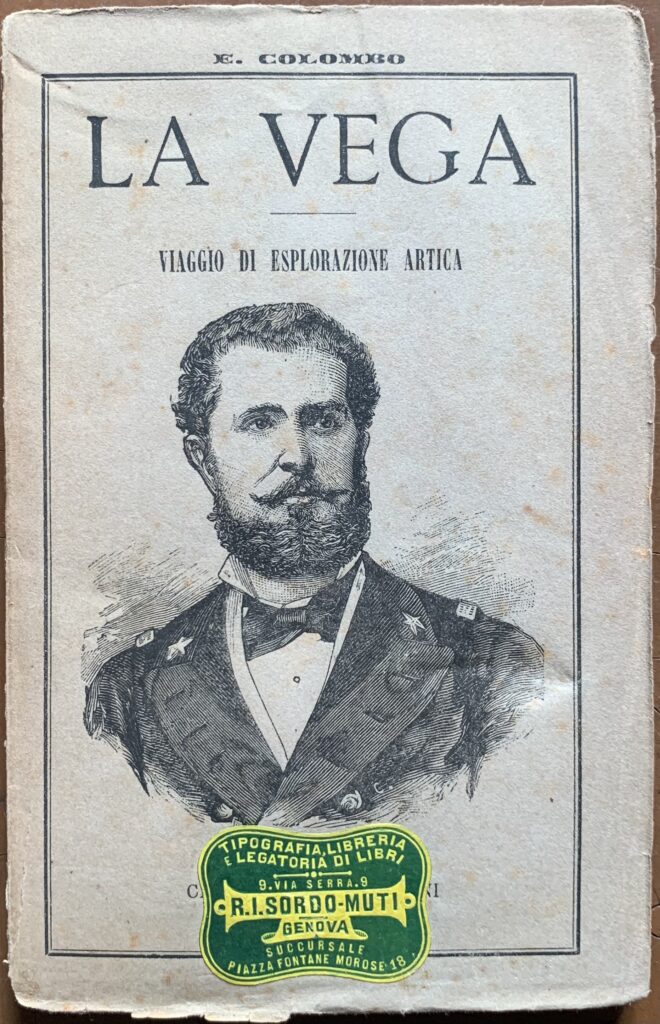 E. COLOMBO
LA VEGA
VIAGGIO DI ESPLORAZIONE ARTICA
TIPOGRAFIA, LIBRERIA
E LEGATORIA DI LIBRI
9. VIA SERRA. 9
R.I. SORDO-MUTI
GENOVA
SUCCURSALE
PIAZZA FONTANE MOROSE 18